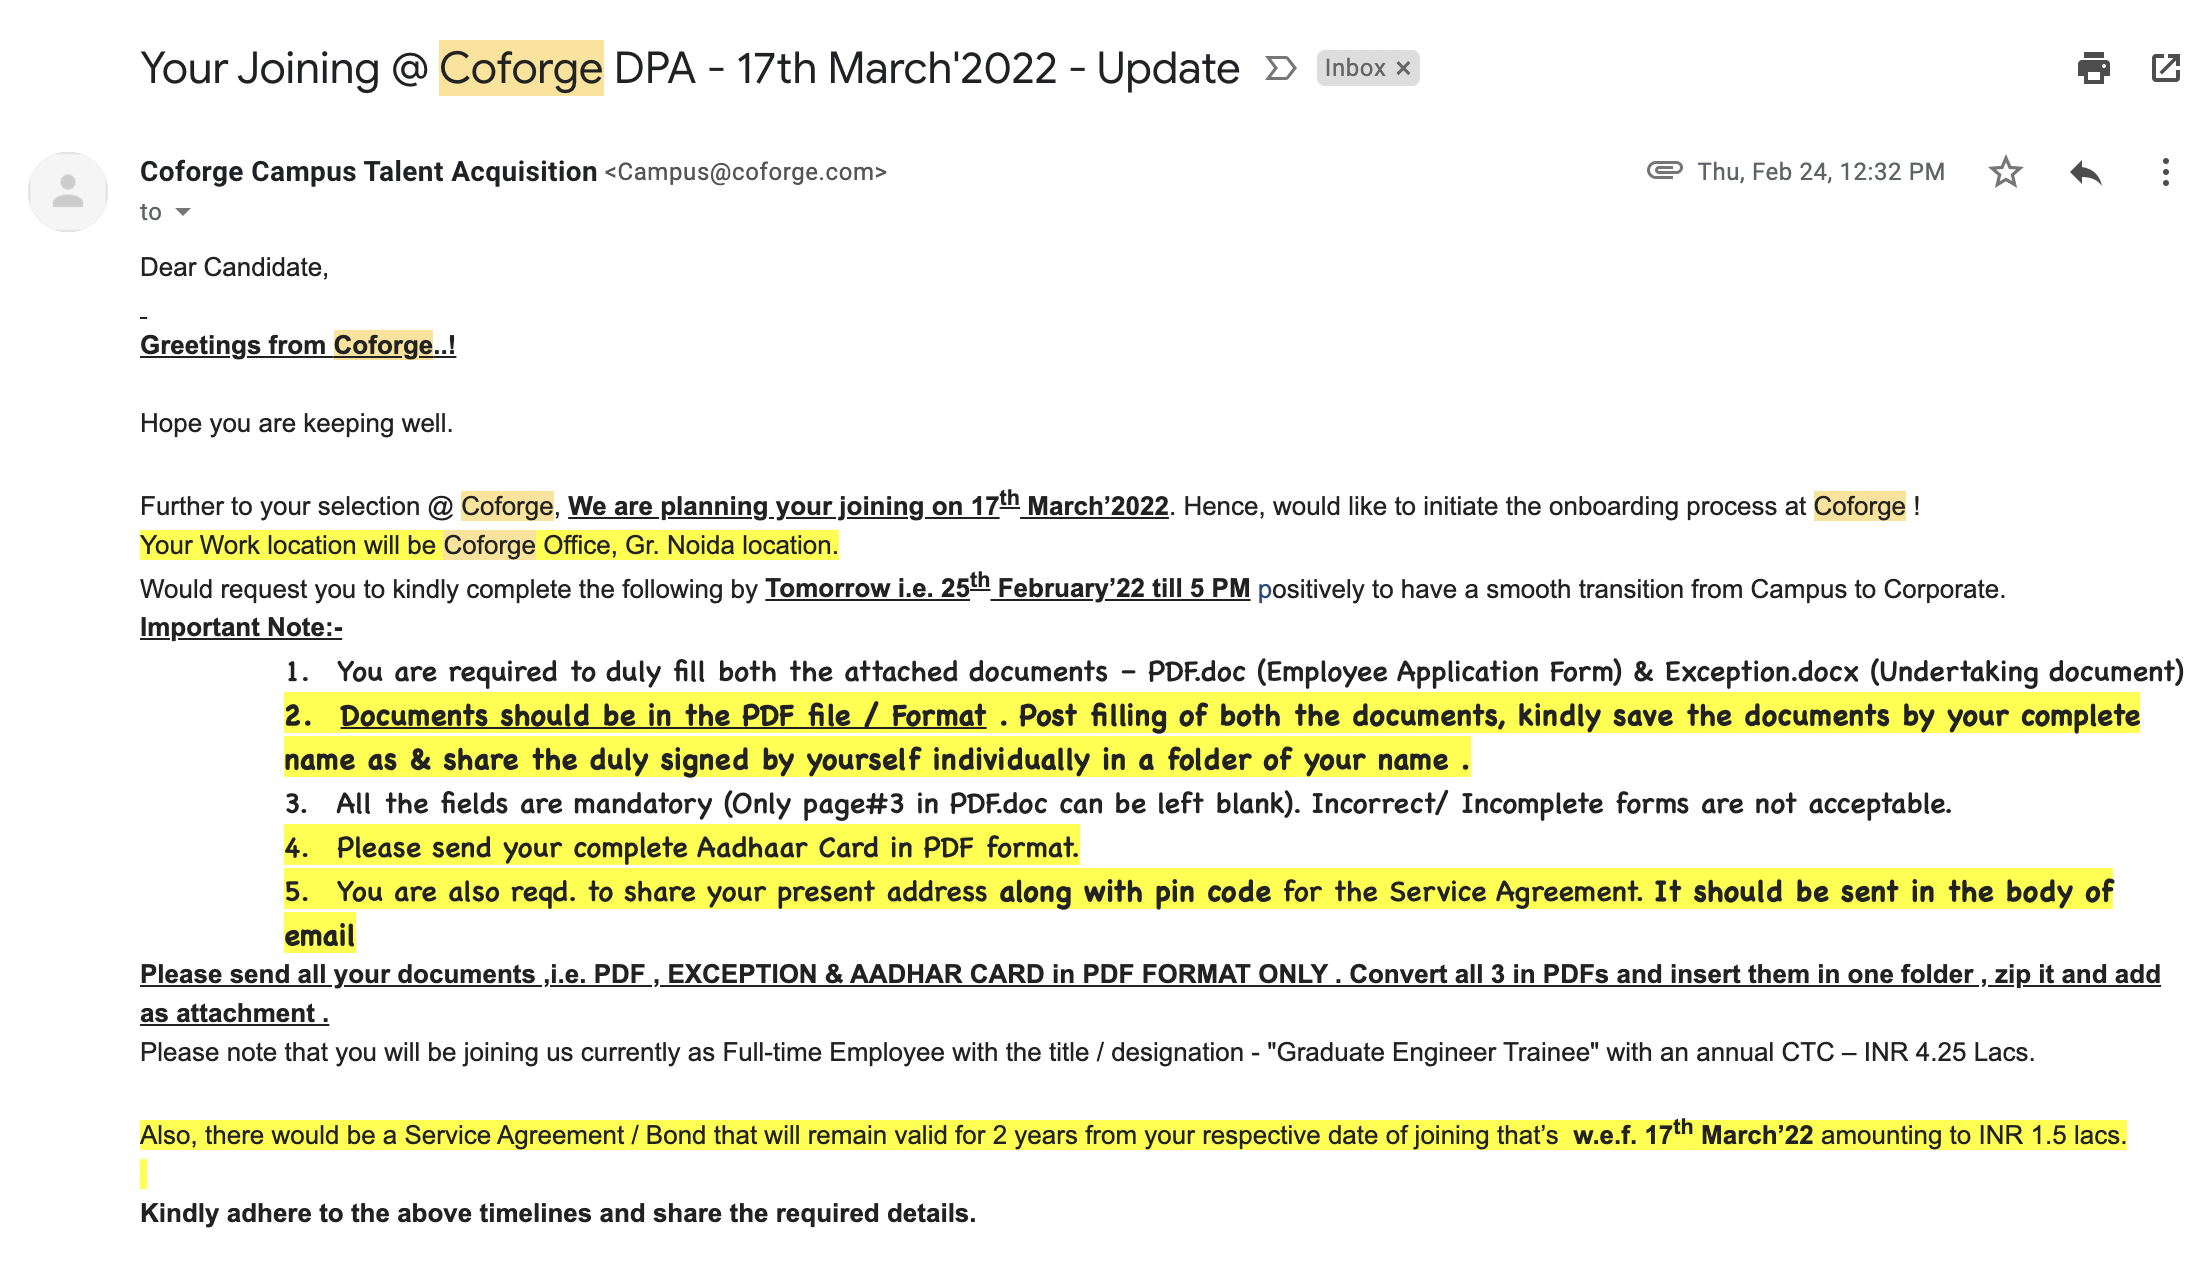 Your Joining @ Coforge DPA - 17th March'2022 - Update Inbox ×
Coforge Campus Talent Acquisition <Campus@coforge.com> Thu, Feb 24, 12:32 PM
to
Dear Candidate,
-
Greetings from Coforge..!
Hope you are keeping well.
Further to your selection @ Coforge, We are planning your joining on 17th March’2022. Hence, would like to initiate the onboarding process at Coforge !
Your Work location will be Coforge Office, Gr. Noida location.
Would request you to kindly complete the following by Tomorrow i.e. 25th February’22 till 5 PM positively to have a smooth transition from Campus to Corporate.
Important Note:-
1. You are required to duly fill both the attached documents – PDF.doc (Employee Application Form) & Exception.docx (Undertaking document)
2. Documents should be in the PDF file / Format . Post filling of both the documents, kindly save the documents by your complete
name as & share the duly signed by yourself individually in a folder of your name .
3. All the fields are mandatory (Only page#3 in PDF.doc can be left blank). Incorrect/ Incomplete forms are not acceptable.
4. Please send your complete Aadhaar Card in PDF format.
5. You are also reqd. to share your present address along with pin code for the Service Agreement. It should be sent in the body of
email
Please send all your documents ,i.e. PDF , EXCEPTION & AADHAR CARD in PDF FORMAT ONLY . Convert all 3 in PDFs and insert them in one folder , zip it and add
as attachment .
Please note that you will be joining us currently as Full-time Employee with the title / designation - "Graduate Engineer Trainee" with an annual CTC – INR 4.25 Lacs.
Also, there would be a Service Agreement / Bond that will remain valid for 2 years from your respective date of joining that’s w.e.f. 17th March’22 amounting to INR 1.5 lacs.
Kindly adhere to the above timelines and share the required details.